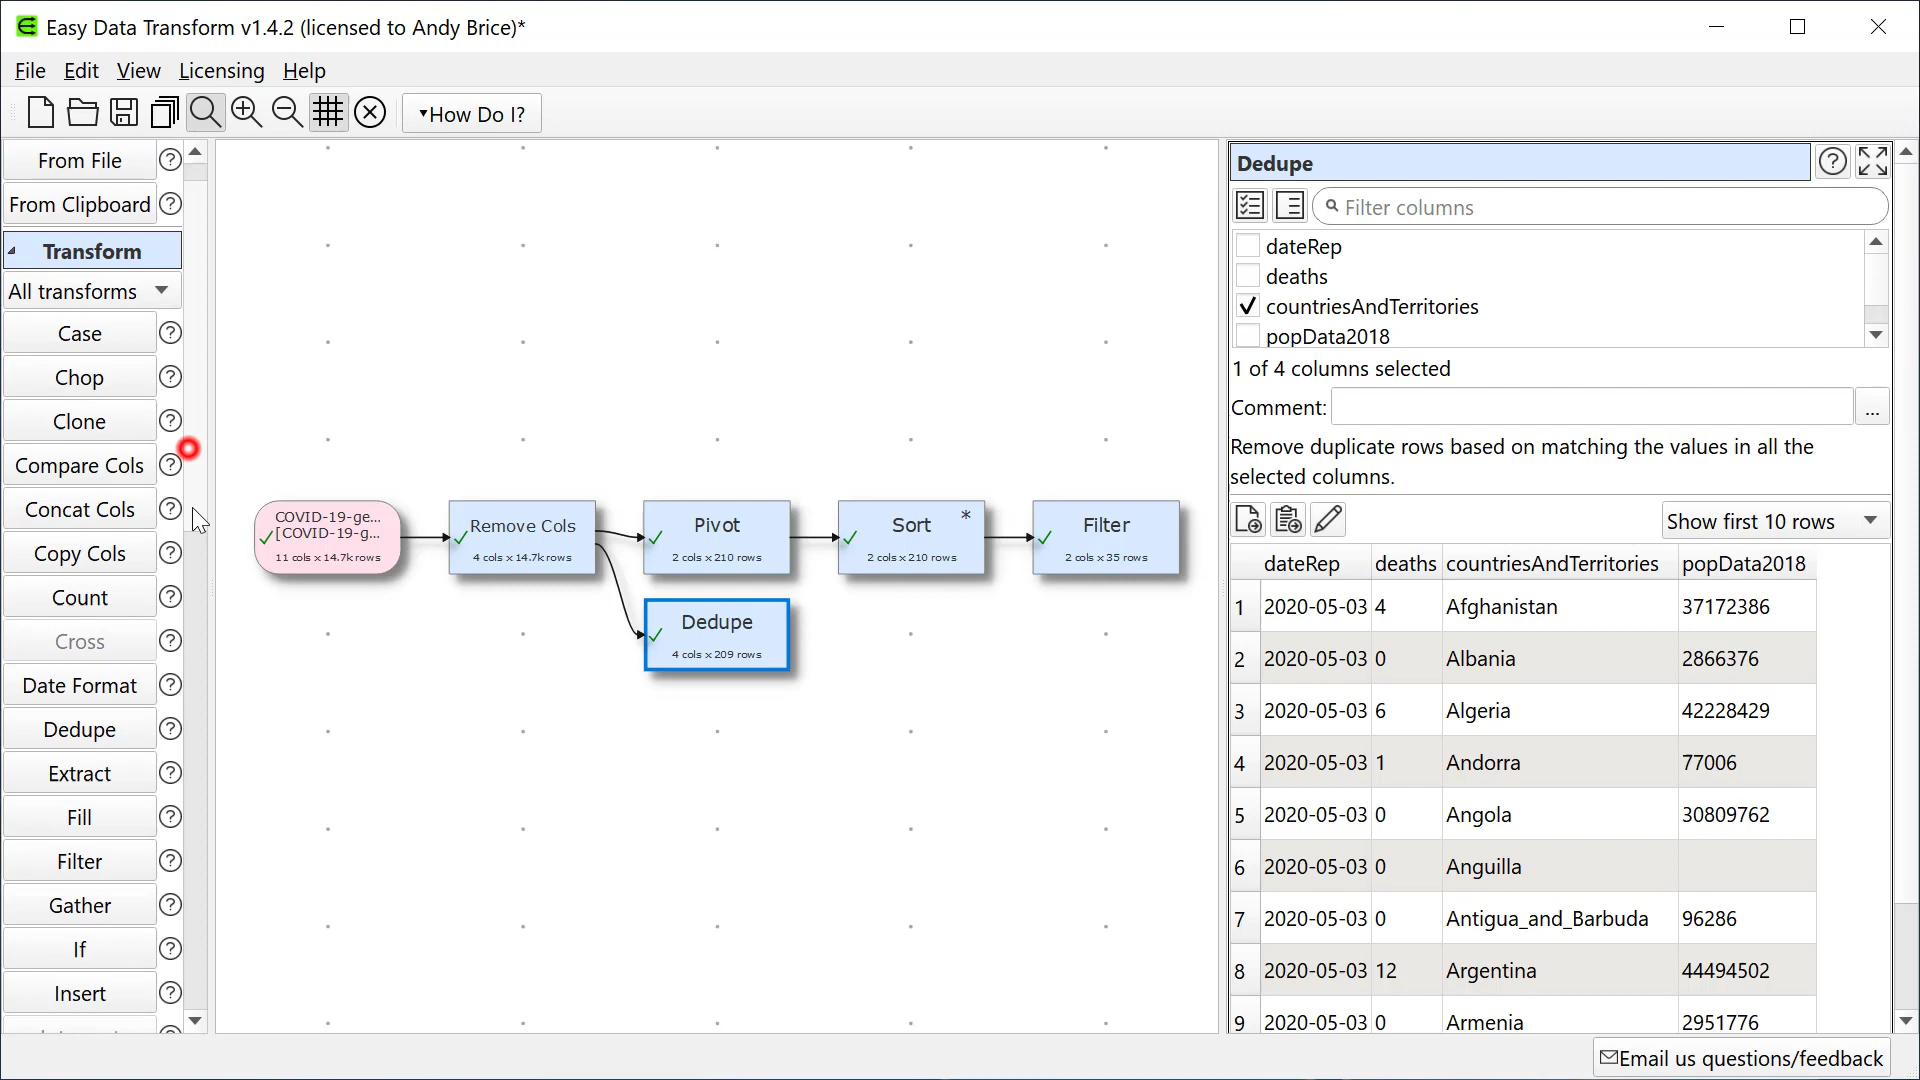 Easy Data Transform v1.4.2 (licensed to Andy Brice)*
File Edit View Licensing Help
▾How Do I?
From File
From Clipboard
Transform
All transforms
Case
Chop
Clone
Compare Cols
Concat Cols
Copy Cols
Count
Cross
Date Format
Dedupe
Extract
Fill
Filter
Gather
If
Insert
COVID-19-ge...
[COVID-19-g...
11 cols x 14.7k rows
Remove Cols
4 cols x 14.7k rows
Pivot
2 cols x 210 rows
Sort *
2 cols x 210 rows
Filter
2 cols x 35 rows
Dedupe
4 cols x 209 rows
Dedupe
Filter columns
dateRep
deaths
countriesAndTerritories
popData2018
1 of 4 columns selected
Comment: ...
Remove duplicate rows based on matching the values in all the
selected columns.
Show first 10 rows
dateRep deaths countriesAndTerritories popData2018
1 2020-05-03 4 Afghanistan 37172386
2 2020-05-03 0 Albania 2866376
3 2020-05-03 6 Algeria 42228429
4 2020-05-03 1 Andorra 77006
5 2020-05-03 0 Angola 30809762
6 2020-05-03 0 Anguilla
7 2020-05-03 0 Antigua_and_Barbuda 96286
8 2020-05-03 12 Argentina 44494502
9 2020-05-03 0 Armenia 2951776
Email us questions/feedback